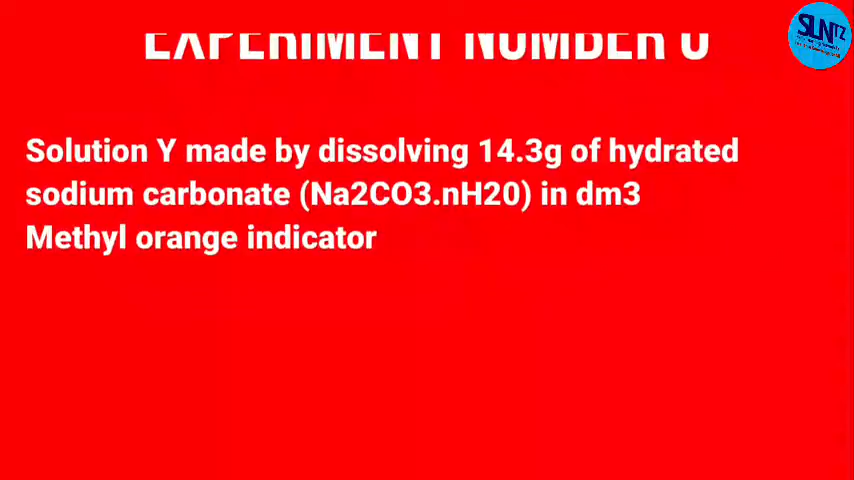 EXPERIMENT NUMBER
SLNTZ
Solution Y made by dissolving 14.3g of hydrated
sodium carbonate (Na2CO3.nH20) in dm3
Methyl orange indicator